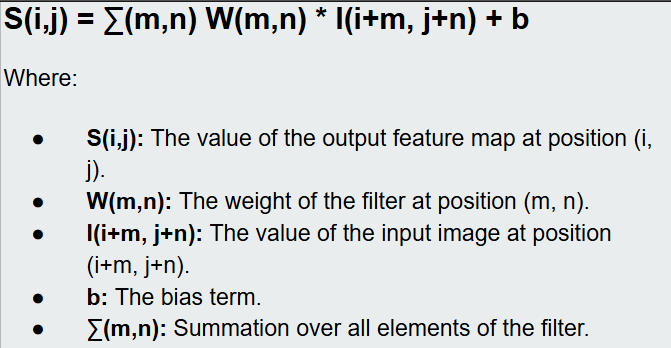 S(i,j) = ∑(m,n) W(m,n) * I(i+m, j+n) + b
Where:
● S(i,j): The value of the output feature map at position (i,
j).
● W(m,n): The weight of the filter at position (m, n).
● I(i+m, j+n): The value of the input image at position
(i+m, j+n).
● b: The bias term.
● ∑(m,n): Summation over all elements of the filter.